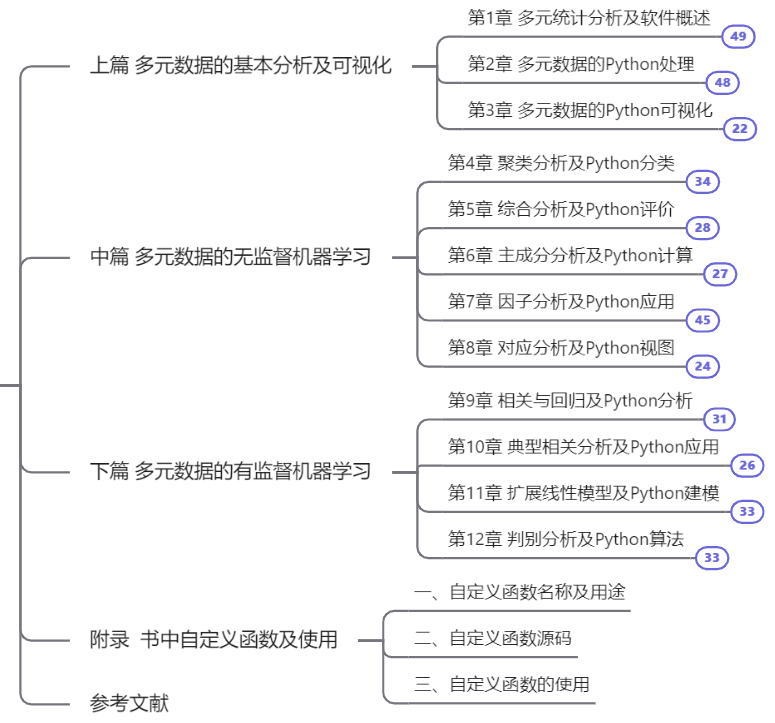 上篇 多元数据的基本分析及可视化
第1章 多元统计分析及软件概述
49
第2章 多元数据的Python处理
48
第3章 多元数据的Python可视化
22
中篇 多元数据的无监督机器学习
第4章 聚类分析及Python分类
34
第5章 综合分析及Python评价
28
第6章 主成分分析及Python计算
27
第7章 因子分析及Python应用
45
第8章 对应分析及Python视图
24
下篇 多元数据的有监督机器学习
第9章 相关与回归及Python分析
31
第10章 典型相关分析及Python应用
26
第11章 扩展线性模型及Python建模
33
第12章 判别分析及Python算法
33
附录 书中自定义函数及使用
一、自定义函数名称及用途
二、自定义函数源码
三、自定义函数的使用
参考文献